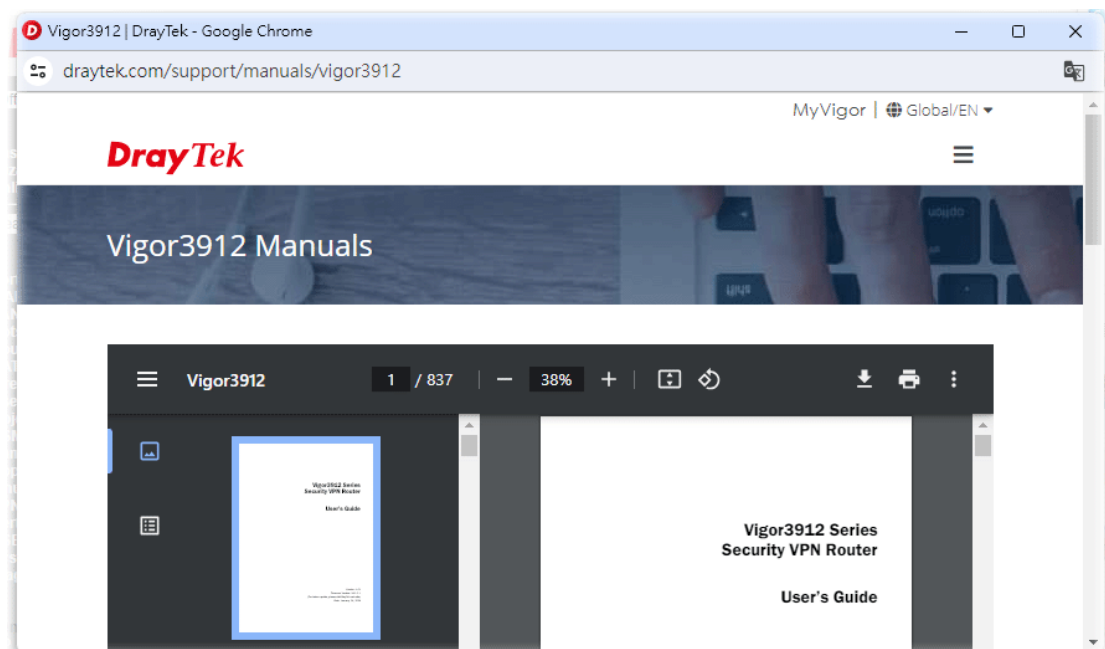 Vigor3912 | DrayTek - Google Chrome
draytek.com/support/manuals/vigor3912
MyVigor | Global/EN
DrayTek
Vigor3912 Manuals
option
Vigor3912
1 / 837
38%
Vigor3912 Series
Security VPN Router
User's Guide
Vigor3912 Series
Security VPN Router
User's Guide